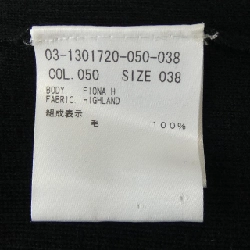 03-1301720-050-038
COL.050 SIZE 038
BODY FIONA H
FABRIC HIGHLAND
組成表示
毛 100%